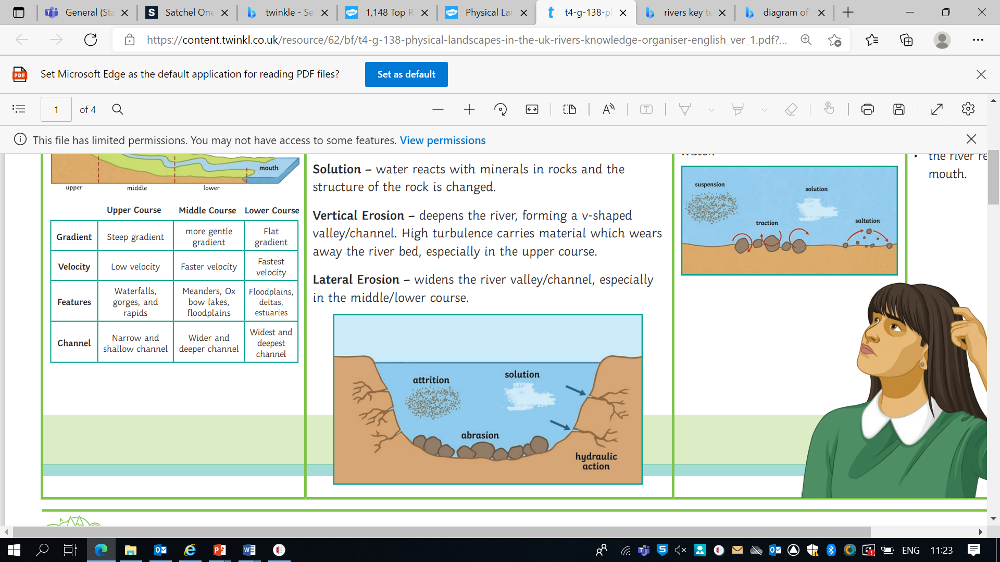 General (Sta
Satchel One
twinkle - Se
1,148 Top R
Physical Lar
t4-g-138-pl
rivers key te
diagram of
https://content.twinkl.co.uk/resource/62/bf/t4-g-138-physical-landscapes-in-the-uk-rivers-knowledge-organiser-english_ver_1.pdf?...
PDF
Set Microsoft Edge as the default application for reading PDF files?
Set as default
1
of 4
This file has limited permissions. You may not have access to some features. View permissions
mouth
upper
middle
lower
Upper Course
Middle Course
Lower Course
Gradient
Steep gradient
more gentle
gradient
Flat
gradient
Velocity
Low velocity
Faster velocity
Fastest
velocity
Features
Waterfalls,
gorges, and
rapids
Meanders, Ox
bow lakes,
floodplains
Floodplains,
deltas,
estuaries
Channel
Narrow and
shallow channel
Wider and
deeper channel
Widest and
deepest
channel
Solution – water reacts with minerals in rocks and the
structure of the rock is changed.
Vertical Erosion – deepens the river, forming a v-shaped
valley/channel. High turbulence carries material which wears
away the river bed, especially in the upper course.
Lateral Erosion – widens the river valley/channel, especially
in the middle/lower course.
attrition
solution
abrasion
hydraulic
action
water.
suspension
solution
traction
saltation
• the river re
mouth.
ENG
11:23